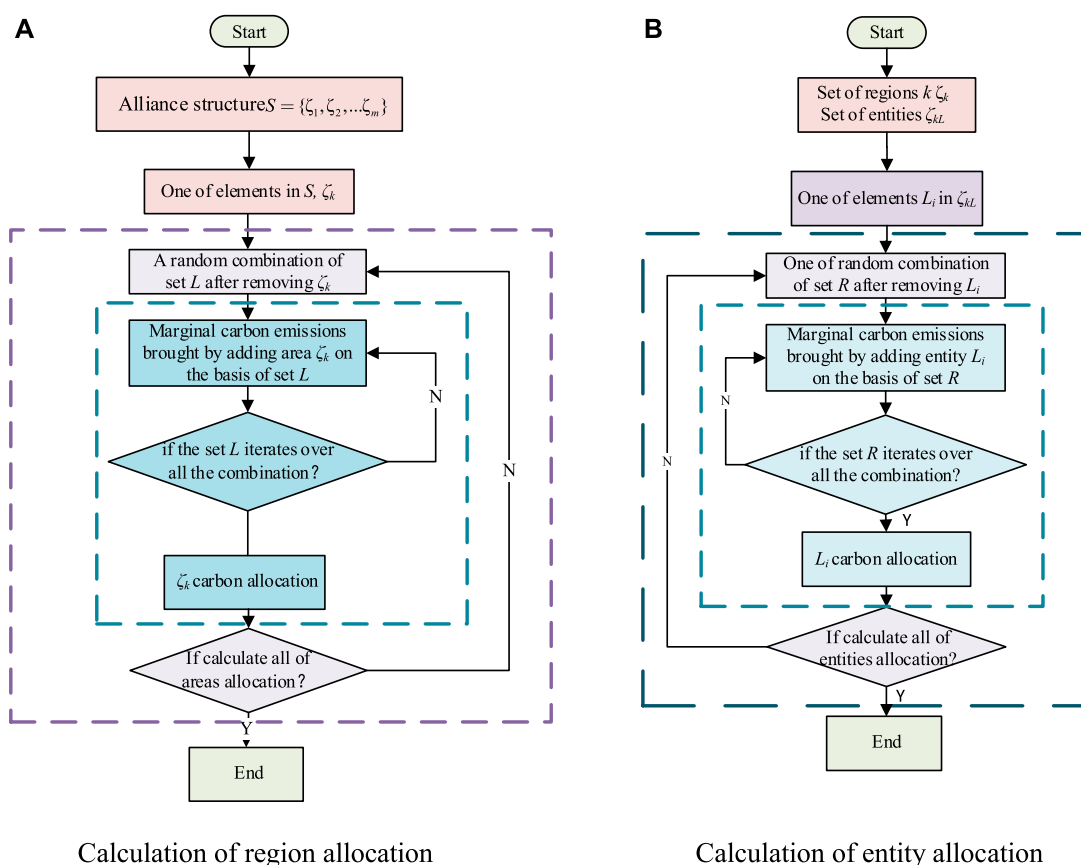 A
Start
Alliance structureS = {ζ₁,ζ₂,...ζₘ}
One of elements in S, ζₖ
A random combination of
set L after removing ζₖ
Marginal carbon emissions
brought by adding area ζₖ on
the basis of set L
N
if the set L iterates over
all the combination?
N
ζₖ carbon allocation
If calculate all of
areas allocation?
Y
End
Calculation of region allocation
B
Start
Set of regions k ζₖ
Set of entities ζₖL
One of elements Lᵢ in ζₖL
One of random combination
of set R after removing Lᵢ
Marginal carbon emissions
brought by adding entity Lᵢ
on the basis of set R
N
if the set R iterates over
all the combination?
N
Y
Lᵢ carbon allocation
If calculate all of
entities allocation?
Y
End
Calculation of entity allocation